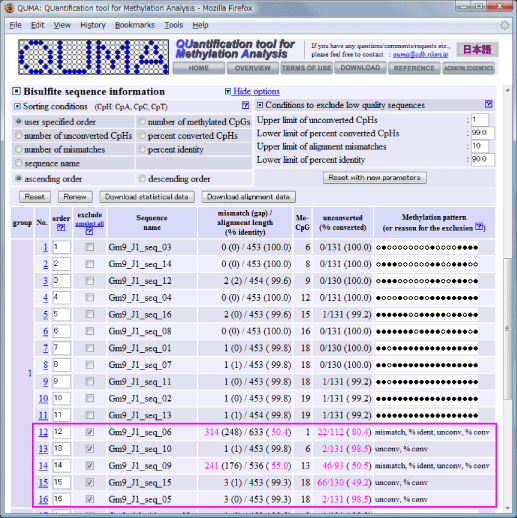 QUMA: Quantification tool for Methylation Analysis - Mozilla Firefox
File Edit View History Bookmarks Tools Help
QUMA
QUantification tool for
Methylation Analysis
If you have any questions/comments/requests etc.,
please feel free to contact : quma@cdb.riken.jp
日本語
HOME OVERVIEW TERMS OF USE DOWNLOAD REFERENCE ACKNOWLEDGEMENTS
Bisulfite sequence information Hide options
Sorting conditions (CpH: CpA, CpC, CpT) ?
user specified order number of methylated CpGs
number of unconverted CpHs percent converted CpHs
number of mismatches percent identity
sequence name
ascending order descending order
Conditions to exclude low quality sequences ?
Upper limit of unconverted CpHs : 1
Lower limit of percent converted CpHs : 99.0
Upper limit of alignment mismatches : 10
Lower limit of percent identity : 90.0
Reset with new parameters
Reset Renew Download statistical data Download alignment data
group No. order ? exclude unselect all ? Sequence name mismatch (gap) / alignment length (% identity) Me-CpG unconverted (% converted) Methylation pattern (or reason for the exclusion ?)
1
1 1 Gm9_J1_seq_03 0 (0) / 453 (100.0) 6 0/131 (100.0)
2 2 Gm9_J1_seq_14 0 (0) / 453 (100.0) 8 0/131 (100.0)
3 3 Gm9_J1_seq_12 2 (2) / 454 ( 99.6) 9 0/130 (100.0)
4 4 Gm9_J1_seq_04 0 (0) / 453 (100.0) 12 0/131 (100.0)
5 5 Gm9_J1_seq_16 2 (0) / 453 ( 99.6) 15 1/131 ( 99.2)
6 6 Gm9_J1_seq_08 0 (0) / 453 (100.0) 16 0/131 (100.0)
7 7 Gm9_J1_seq_01 1 (0) / 453 ( 99.8) 18 0/130 (100.0)
8 8 Gm9_J1_seq_07 1 (1) / 453 ( 99.8) 18 0/130 (100.0)
9 9 Gm9_J1_seq_11 1 (0) / 453 ( 99.8) 18 1/131 ( 99.2)
10 10 Gm9_J1_seq_02 1 (0) / 453 ( 99.8) 18 1/131 ( 99.2)
11 11 Gm9_J1_seq_13 1 (1) / 454 ( 99.8) 18 1/131 ( 99.2)
12 12 Gm9_J1_seq_06 314 (248) / 633 ( 50.4) 1 22/112 ( 80.4) mismatch, % ident, unconv, % conv
13 13 Gm9_J1_seq_10 1 (1) / 453 ( 99.8) 6 2/131 ( 98.5) unconv, % conv
14 14 Gm9_J1_seq_09 241 (176) / 536 ( 55.0) 13 46/93 ( 50.5) mismatch, % ident, unconv, % conv
15 15 Gm9_J1_seq_15 3 (1) / 453 ( 99.3) 18 66/130 ( 49.2) unconv, % conv
16 16 Gm9_J1_seq_05 3 (0) / 453 ( 99.3) 18 2/131 ( 98.5) unconv, % conv